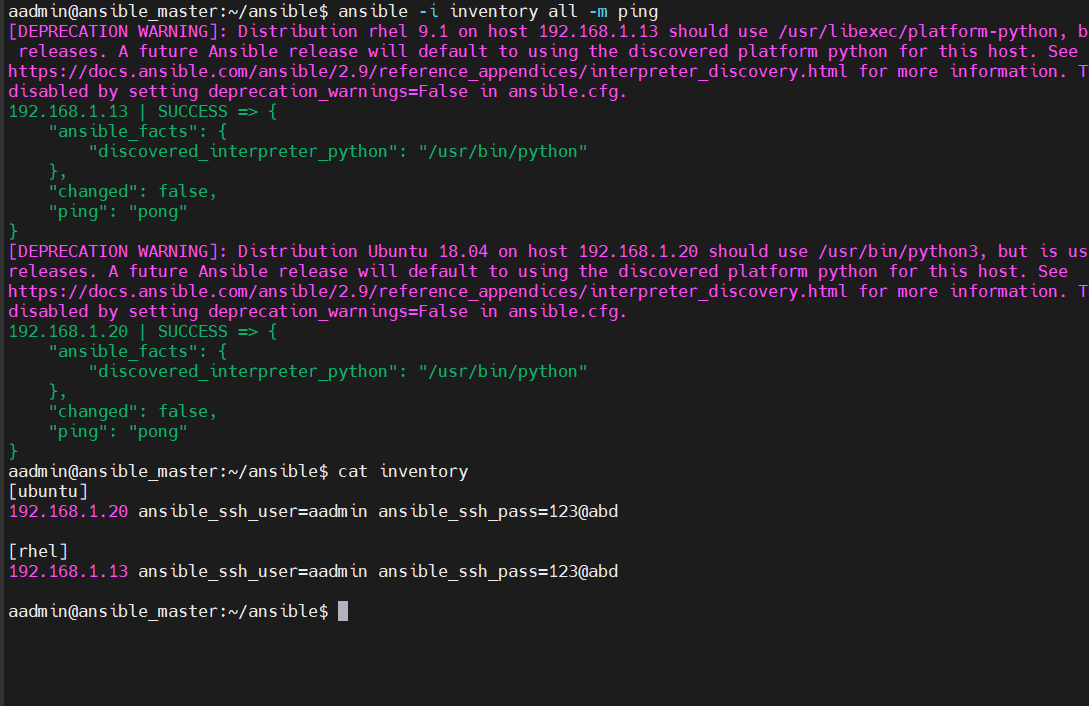 aadmin@ansible_master:~/ansible$ ansible -i inventory all -m ping
[DEPRECATION WARNING]: Distribution rhel 9.1 on host 192.168.1.13 should use /usr/libexec/platform-python,
releases. A future Ansible release will default to using the discovered platform python for this host. See
https://docs.ansible.com/ansible/2.9/reference_appendices/interpreter_discovery.html for more information.
disabled by setting deprecation_warnings=False in ansible.cfg.
192.168.1.13 | SUCCESS => {
    "ansible_facts": {
        "discovered_interpreter_python": "/usr/bin/python"
    },
    "changed": false,
    "ping": "pong"
}
[DEPRECATION WARNING]: Distribution Ubuntu 18.04 on host 192.168.1.20 should use /usr/bin/python3, but is us
releases. A future Ansible release will default to using the discovered platform python for this host. See
https://docs.ansible.com/ansible/2.9/reference_appendices/interpreter_discovery.html for more information.
disabled by setting deprecation_warnings=False in ansible.cfg.
192.168.1.20 | SUCCESS => {
    "ansible_facts": {
        "discovered_interpreter_python": "/usr/bin/python"
    },
    "changed": false,
    "ping": "pong"
}
aadmin@ansible_master:~/ansible$ cat inventory
[ubuntu]
192.168.1.20 ansible_ssh_user=aadmin ansible_ssh_pass=123@abd
[rhel]
192.168.1.13 ansible_ssh_user=aadmin ansible_ssh_pass=123@abd
aadmin@ansible_master:~/ansible$